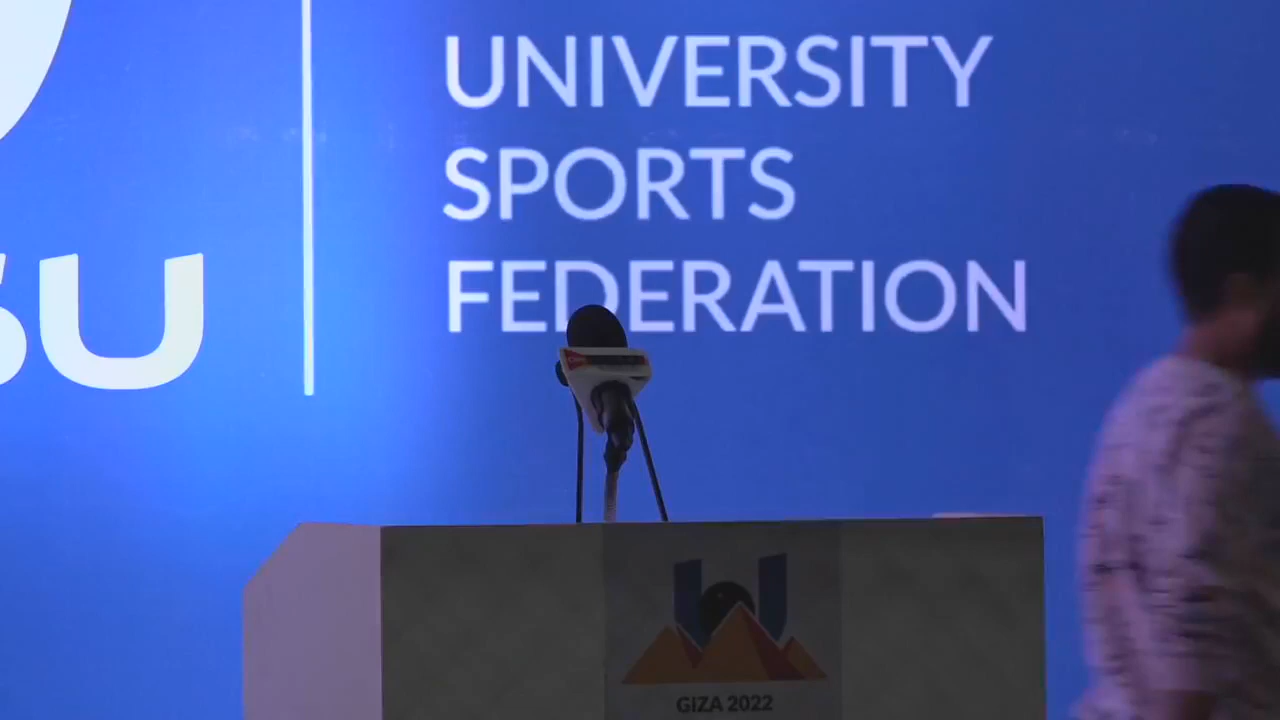 UNIVERSITY
SPORTS
FEDERATION
SU
GIZA 2022